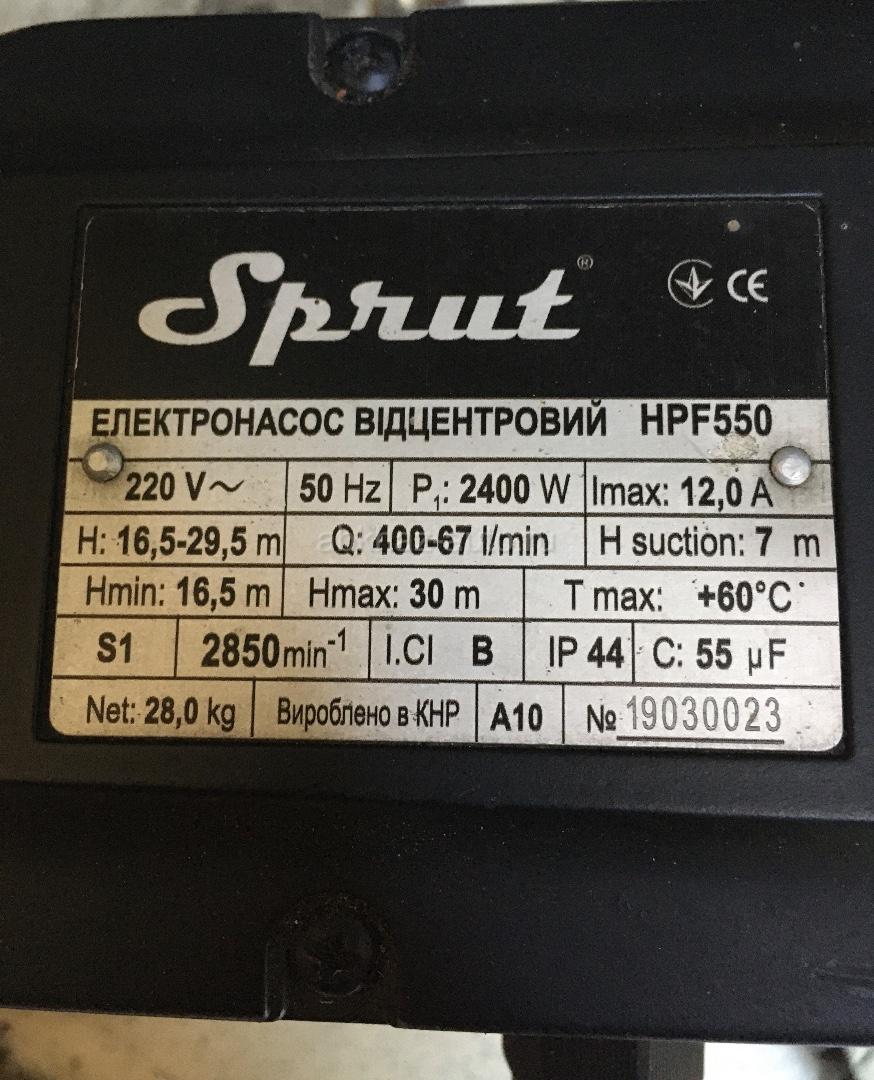 Sprut ®
CE
ЕЛЕКТРОНАСОС ВІДЦЕНТРОВИЙ HPF550
220 V~ 50 Hz P₁: 2400 W Imax: 12,0 A
H: 16,5-29,5 m Q: 400-67 l/min H suction: 7 m
Hmin: 16,5 m Hmax: 30 m T max: +60°C
S1 2850 min⁻¹ I.Cl B IP 44 C: 55 µF
Net: 28,0 kg Вироблено в КНР A10 № 19030023